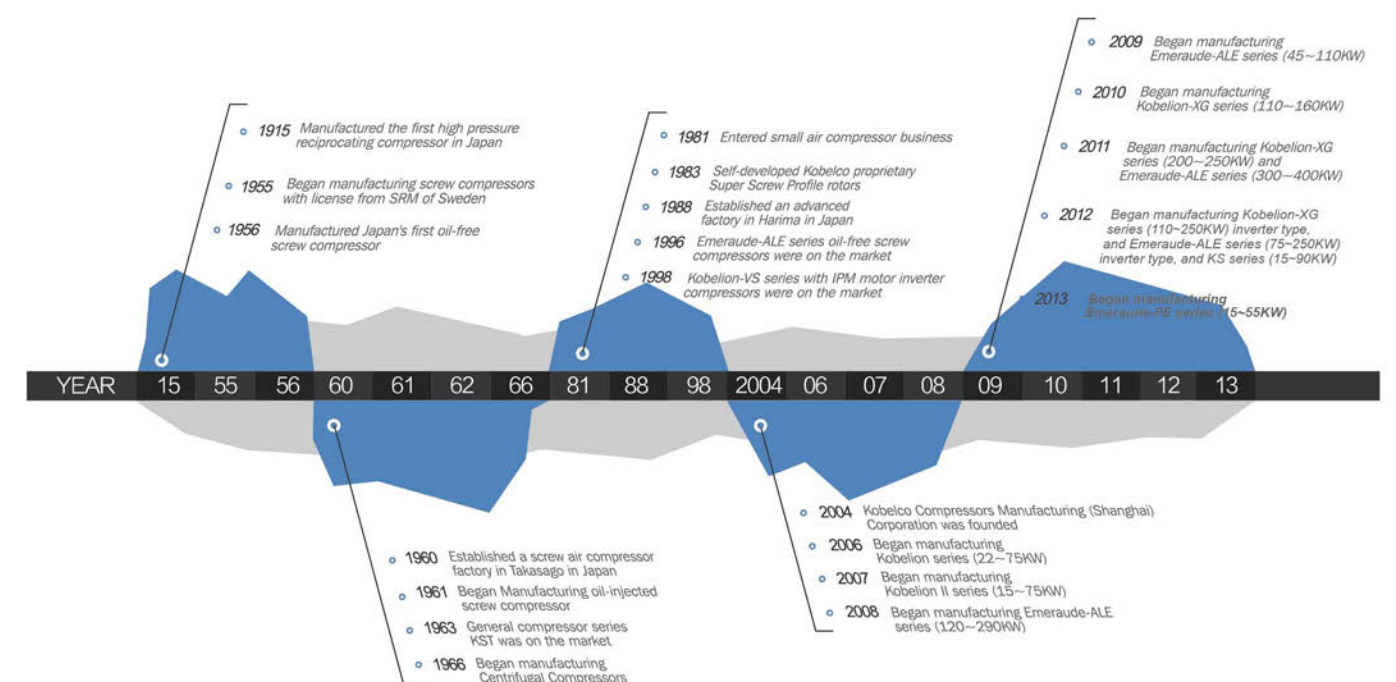 1915 Manufactured the first high pressure
reciprocating compressor in Japan
1955 Began manufacturing screw compressors
with license from SRM of Sweden
1956 Manufactured Japan's first oil-free
screw compressor
1981 Entered small air compressor business
1983 Self-developed Kobelco proprietary
Super Screw Profile rotors
1988 Established an advanced
factory in Harima in Japan
1996 Emeraude-ALE series oil-free screw
compressors were on the market
1998 Kobelion-VS series with IPM motor inverter
compressors were on the market
2009 Began manufacturing
Emeraude-ALE series (45~110KW)
2010 Began manufacturing
Kobelion-XG series (110~160KW)
2011 Began manufacturing Kobelion-XG
series (200~250KW) and
Emeraude-ALE series (300~400KW)
2012 Began manufacturing Kobelion-XG
series (110~250KW) inverter type,
and Emeraude-ALE series (75~250KW)
inverter type, and KS series (15~90KW)
2013 Began manufacturing
Emeraude-FE series (15~55KW)
YEAR 15 55 56 60 61 62 66 81 88 98 2004 06 07 08 09 10 11 12 13
1960 Established a screw air compressor
factory in Takasago in Japan
1961 Began Manufacturing oil-injected
screw compressor
1963 General compressor series
KST was on the market
1966 Began manufacturing
Centrifugal Compressors
2004 Kobelco Compressors Manufacturing (Shanghai)
Corporation was founded
2006 Began manufacturing
Kobelion series (22~75KW)
2007 Began manufacturing
Kobelion II series (15~75KW)
2008 Began manufacturing Emeraude-ALE
series (120~290KW)